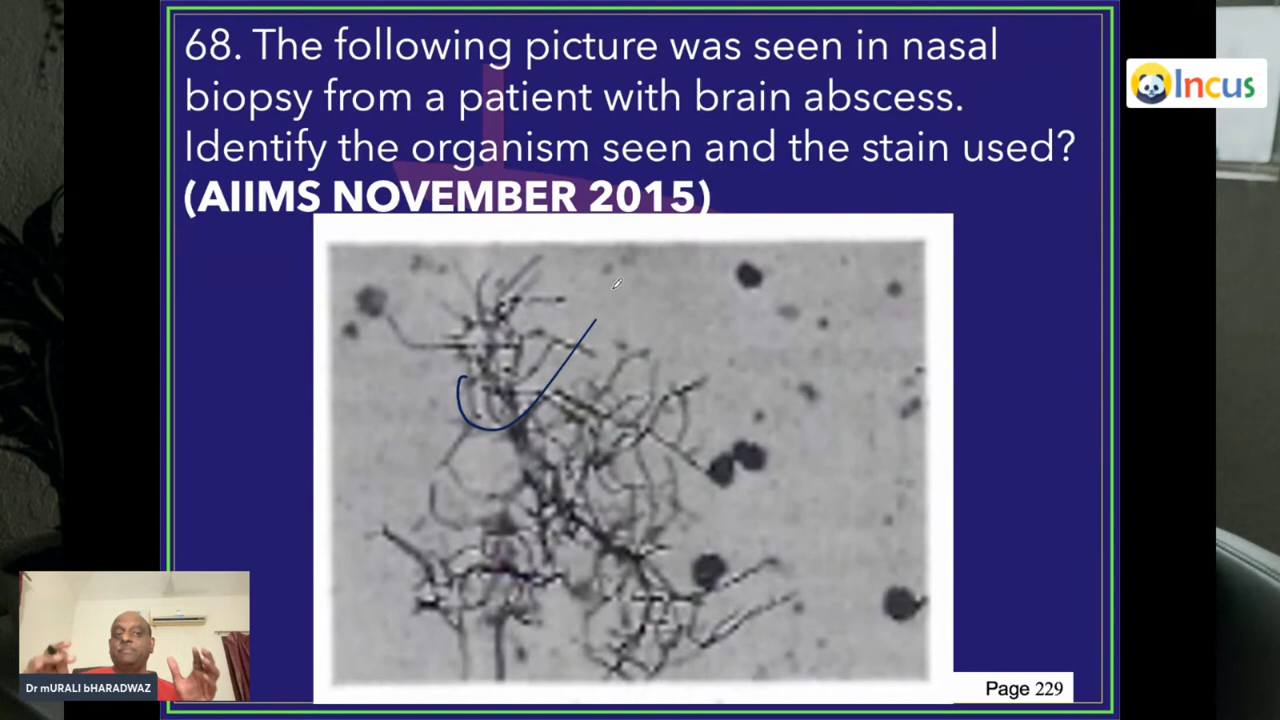 68. The following picture was seen in nasal
biopsy from a patient with brain abscess.
Identify the organism seen and the stain used?
(AIIMS NOVEMBER 2015)
Incus
Dr mURALI bHARADWAZ
Page 229